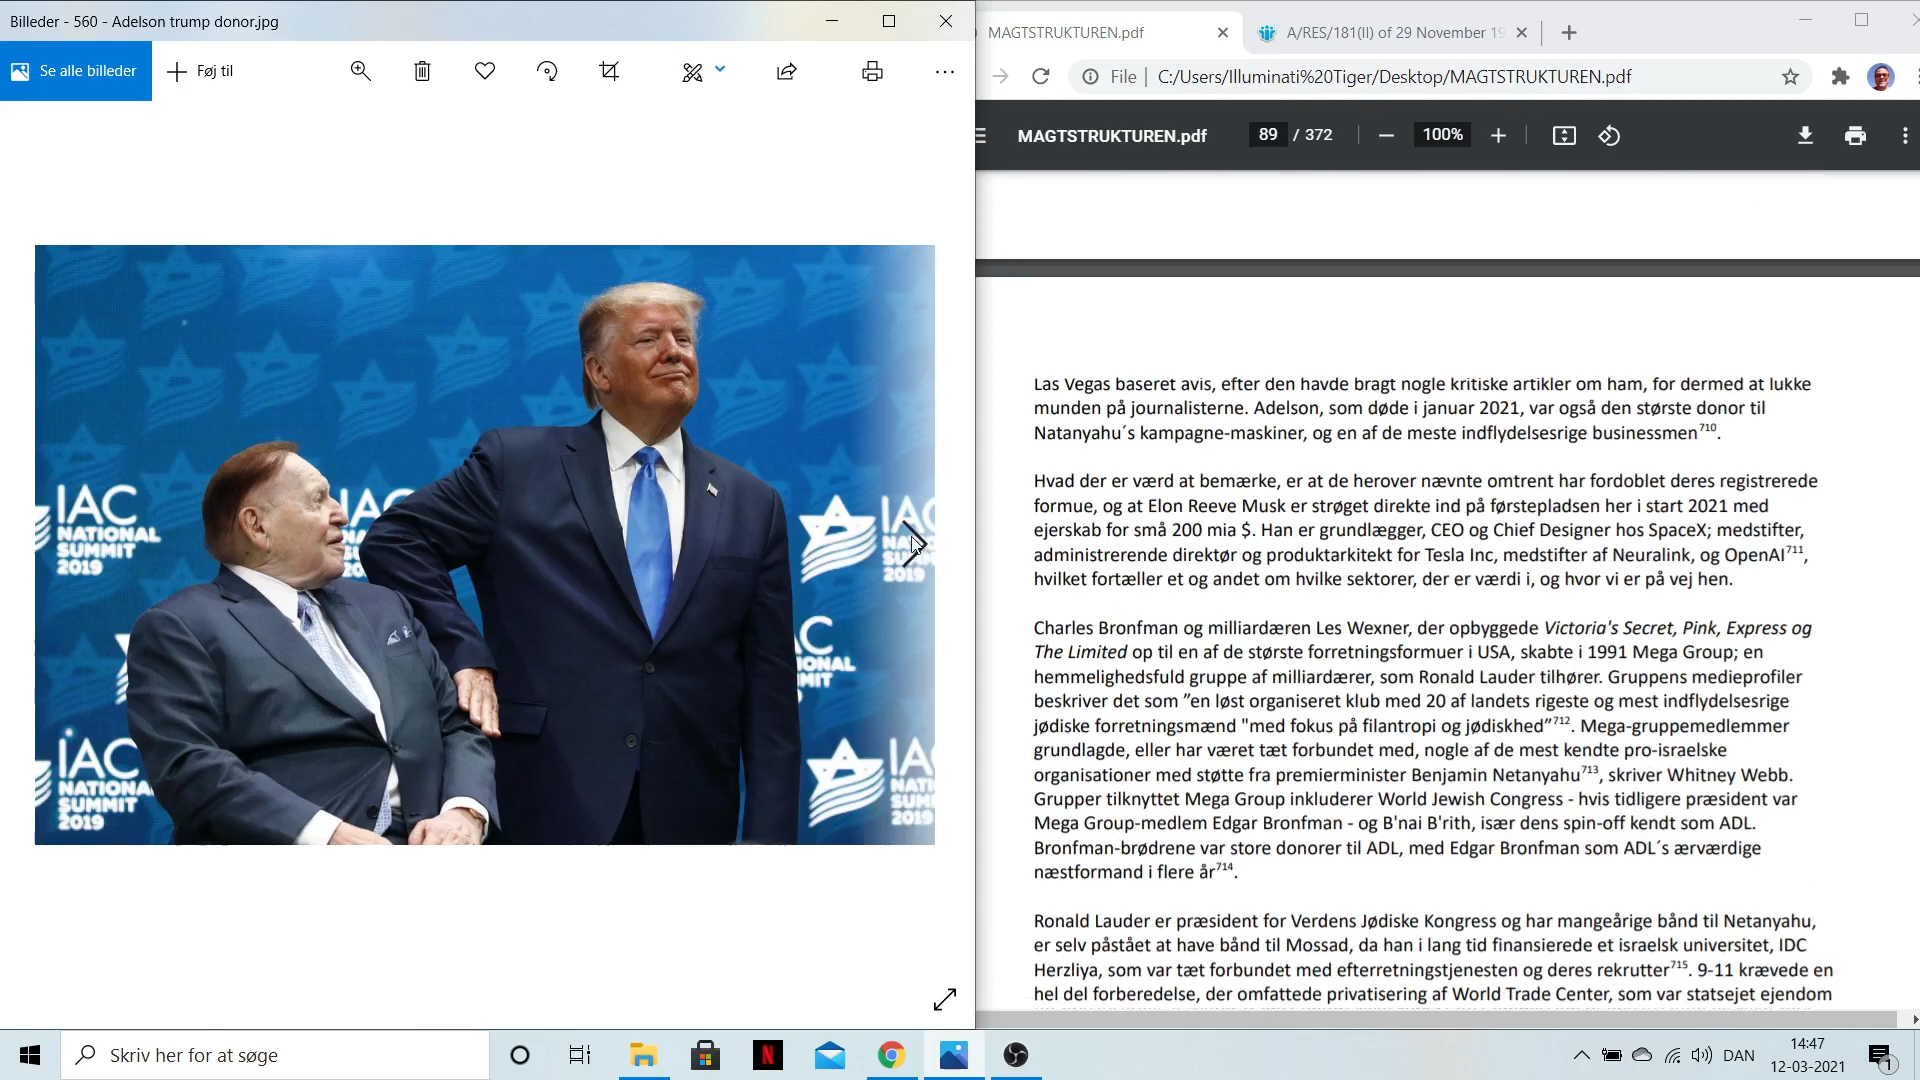 Billeder - 560 - Adelson trump donor.jpg
Se alle billeder
Føj til
IAC
NATIONAL
SUMMIT
2019
IAC
NATIONAL
SUMMIT
2019
MAGTSTRUKTUREN.pdf
A/RES/181(II) of 29 November 19
File
C:/Users/Illuminati%20Tiger/Desktop/MAGTSTRUKTUREN.pdf
MAGTSTRUKTUREN.pdf
89 / 372
100%
Las Vegas baseret avis, efter den havde bragt nogle kritiske artikler om ham, for dermed at lukke
munden på journalisterne. Adelson, som døde i januar 2021, var også den største donor til
Natanyahu´s kampagne-maskiner, og en af de meste indflydelsesrige businessmen710.
Hvad der er værd at bemærke, er at de herover nævnte omtrent har fordoblet deres registrerede
formue, og at Elon Reeve Musk er strøget direkte ind på førstepladsen her i start 2021 med
ejerskab for små 200 mia $. Han er grundlægger, CEO og Chief Designer hos SpaceX; medstifter,
administrerende direktør og produktarkitekt for Tesla Inc, medstifter af Neuralink, og OpenAI711,
hvilket fortæller et og andet om hvilke sektorer, der er værdi i, og hvor vi er på vej hen.
Charles Bronfman og milliardæren Les Wexner, der opbyggede Victoria's Secret, Pink, Express og
The Limited op til en af de største forretningsformuer i USA, skabte i 1991 Mega Group; en
hemmelighedsfuld gruppe af milliardærer, som Ronald Lauder tilhører. Gruppens medieprofiler
beskriver det som ”en løst organiseret klub med 20 af landets rigeste og mest indflydelsesrige
jødiske forretningsmænd "med fokus på filantropi og jødiskhed”712. Mega-gruppemedlemmer
grundlagde, eller har været tæt forbundet med, nogle af de mest kendte pro-israelske
organisationer med støtte fra premierminister Benjamin Netanyahu713, skriver Whitney Webb.
Grupper tilknyttet Mega Group inkluderer World Jewish Congress - hvis tidligere præsident var
Mega Group-medlem Edgar Bronfman - og B'nai B'rith, især dens spin-off kendt som ADL.
Bronfman-brødrene var store donorer til ADL, med Edgar Bronfman som ADL´s ærværdige
næstformand i flere år714.
Ronald Lauder er præsident for Verdens Jødiske Kongress og har mangeårige bånd til Netanyahu,
er selv påstået at have bånd til Mossad, da han i lang tid finansierede et israelsk universitet, IDC
Herzliya, som var tæt forbundet med efterretningstjenesten og deres rekrutter715. 9-11 krævede en
hel del forberedelse, der omfattede privatisering af World Trade Center, som var statsejet ejendom
Skriv her for at søge
DAN
14:47
12-03-2021
1